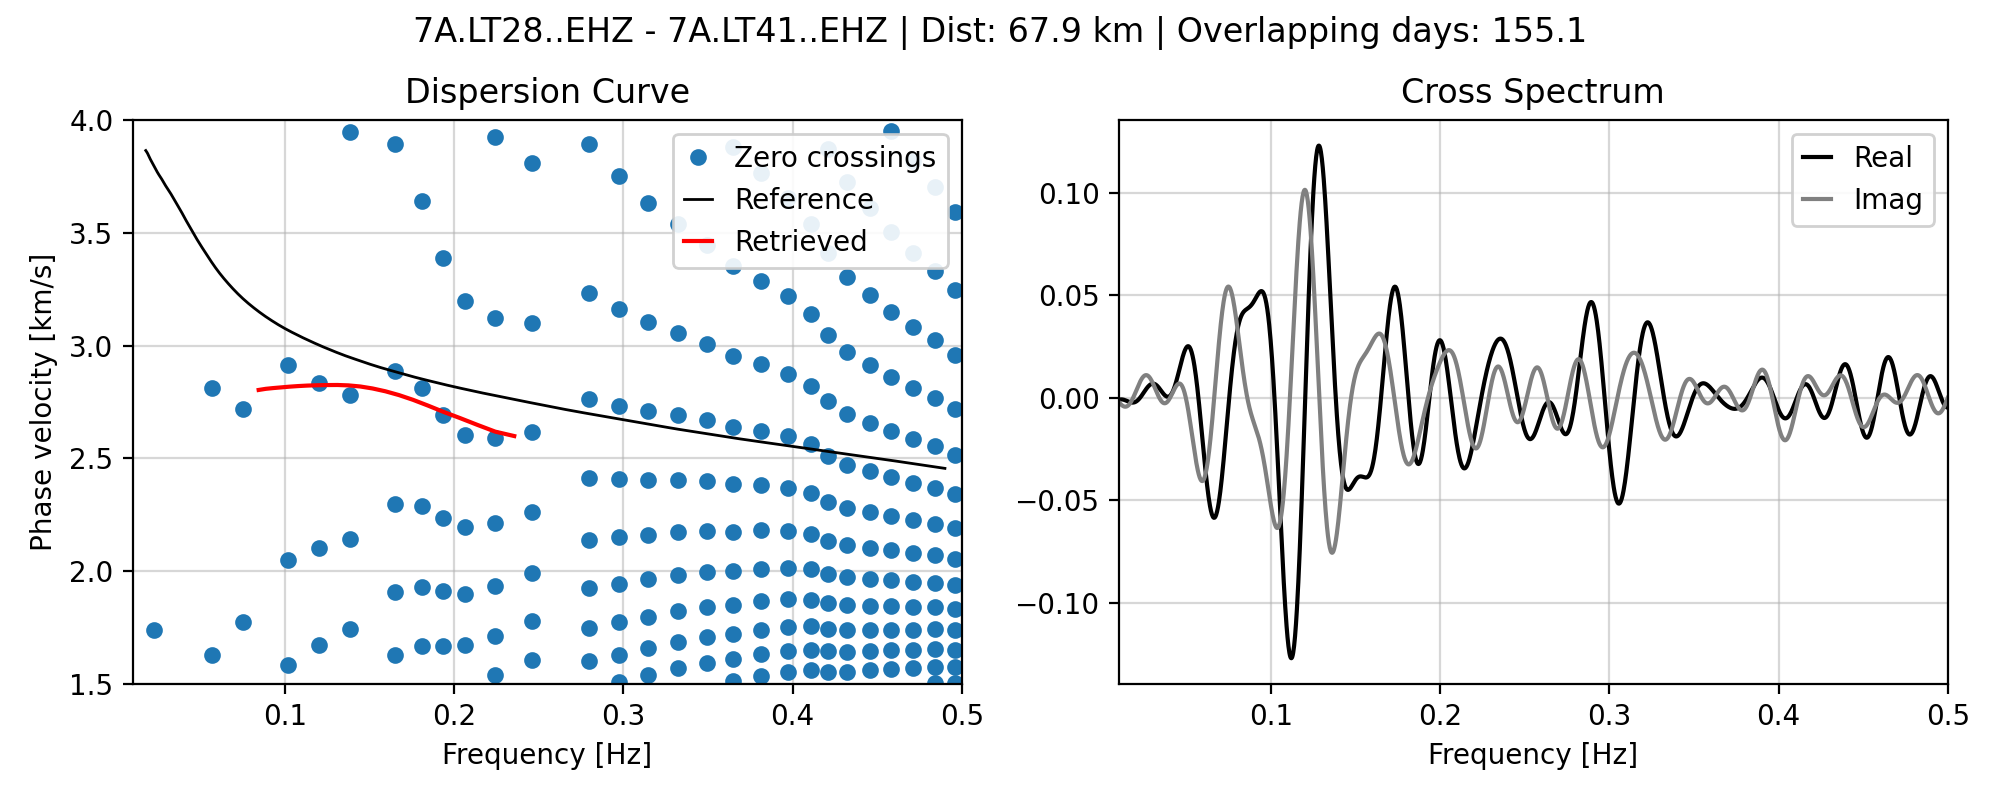 7A.LT28..EHZ - 7A.LT41..EHZ | Dist: 67.9 km | Overlapping days: 155.1
Dispersion Curve
Phase velocity [km/s]
4.0
3.5
3.0
2.5
2.0
1.5
0.1
0.2
0.3
0.4
0.5
Frequency [Hz]
Zero crossings
Reference
Retrieved
Cross Spectrum
0.10
0.05
0.00
−0.05
−0.10
0.1
0.2
0.3
0.4
0.5
Frequency [Hz]
Real
Imag